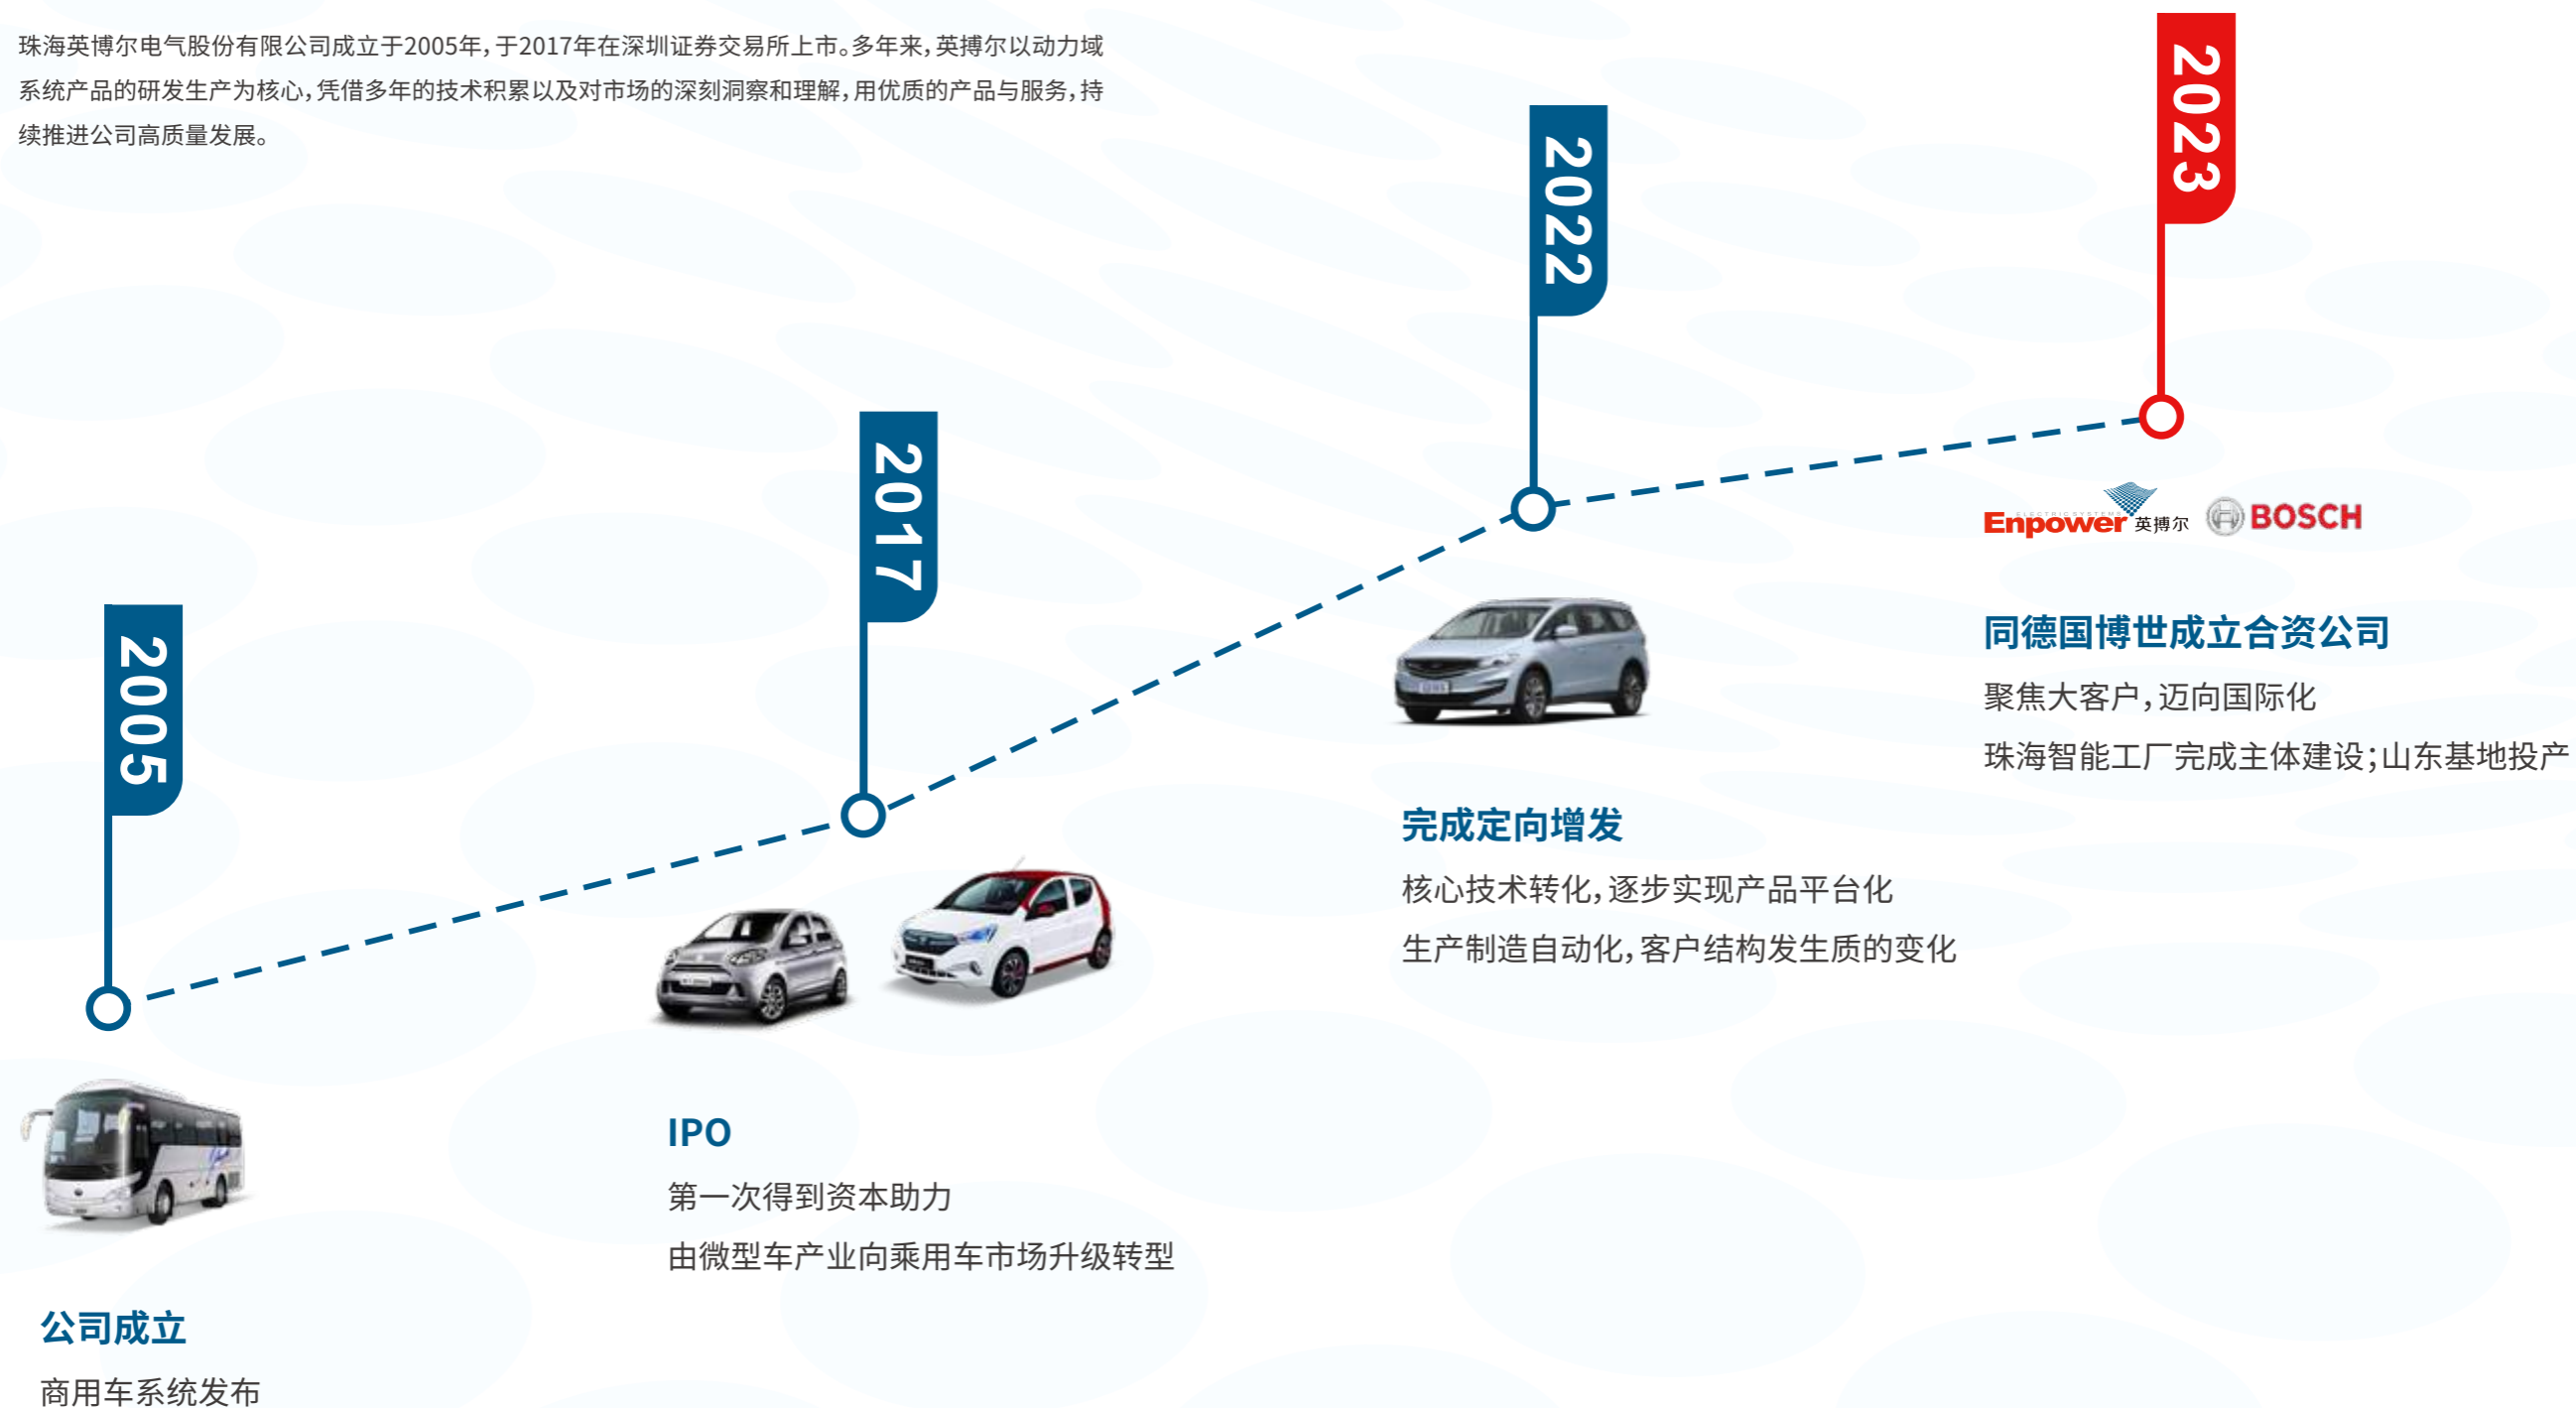 珠海英博尔电气股份有限公司成立于2005年,于2017年在深圳证券交易所上市。多年来,英搏尔以动力域
系统产品的研发生产为核心,凭借多年的技术积累以及对市场的深刻洞察和理解,用优质的产品与服务,持
续推进公司高质量发展。
2005
公司成立
商用车系统发布
2017
IPO
第一次得到资本助力
由微型车产业向乘用车市场升级转型
2022
完成定向增发
核心技术转化,逐步实现产品平台化
生产制造自动化,客户结构发生质的变化
2023
ELECTRIC SYSTEMS
Enpower 英搏尔
BOSCH
同德国博世成立合资公司
聚焦大客户,迈向国际化
珠海智能工厂完成主体建设;山东基地投产